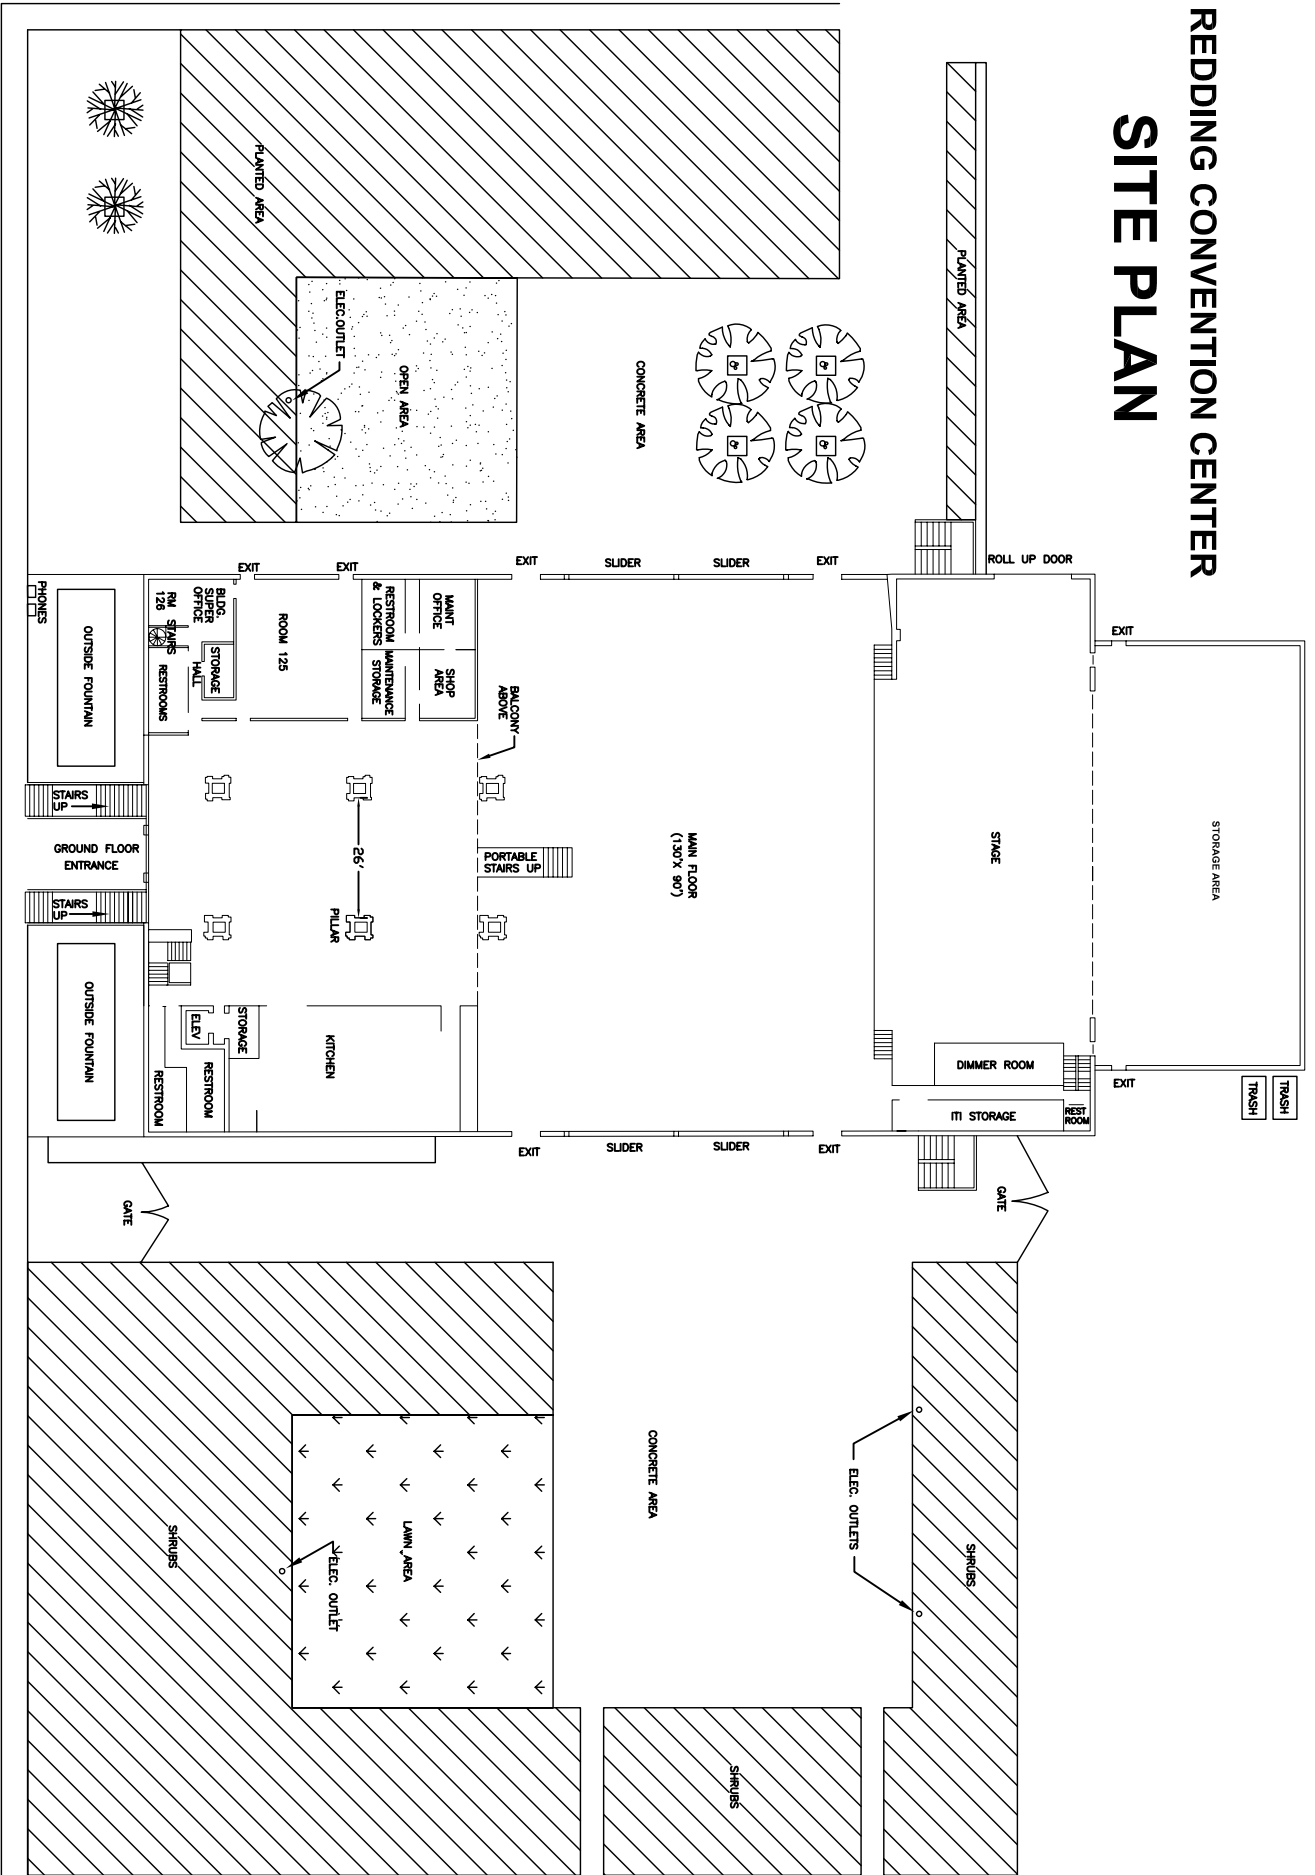 REDDING CONVENTION CENTER
SITE PLAN
PLANTED AREA
PLANTED AREA
ELEC.OUTLET
OPEN AREA
CONCRETE AREA
ROLL UP DOOR
EXIT
EXIT
EXIT
SLIDER
SLIDER
EXIT
EXIT
PHONES
OUTSIDE FOUNTAIN
RM
126
STAIRS
BLDG.
SUPER
OFFICE
STORAGE
HALL
RESTROOMS
ROOM 125
RESTROOM
& LOCKERS
MAINTENANCE
STORAGE
MAINT
OFFICE
SHOP
AREA
BALCONY
ABOVE
STAIRS
UP
GROUND FLOOR
ENTRANCE
STAIRS
UP
26'
PILLAR
PORTABLE
STAIRS UP
MAIN FLOOR
(130'X 90')
STAGE
STORAGE AREA
OUTSIDE FOUNTAIN
ELEV
STORAGE
RESTROOM
RESTROOM
KITCHEN
DIMMER ROOM
ITI STORAGE
REST
ROOM
EXIT
TRASH
TRASH
EXIT
SLIDER
SLIDER
EXIT
GATE
GATE
CONCRETE AREA
ELEC. OUTLETS
SHRUBS
SHRUBS
LAWN AREA
ELEC. OUTLET
SHRUBS